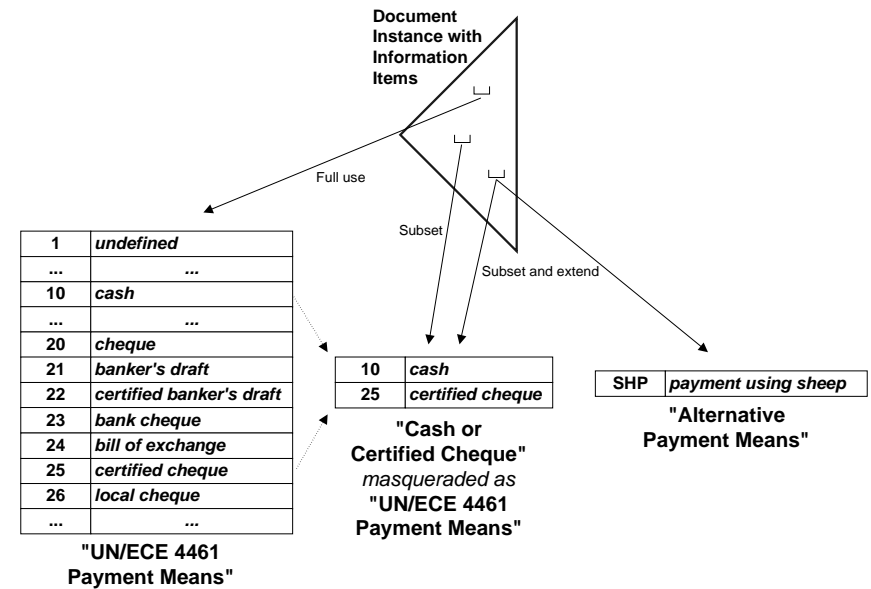 Document
Instance with
Information
Items
Full use
Subset
Subset and extend
1 undefined
... ...
10 cash
... ...
20 cheque
21 banker's draft
22 certified banker's draft
23 bank cheque
24 bill of exchange
25 certified cheque
26 local cheque
... ...
"UN/ECE 4461
Payment Means"
10 cash
25 certified cheque
"Cash or
Certified Cheque"
masqueraded as
"UN/ECE 4461
Payment Means"
SHP payment using sheep
"Alternative
Payment Means"